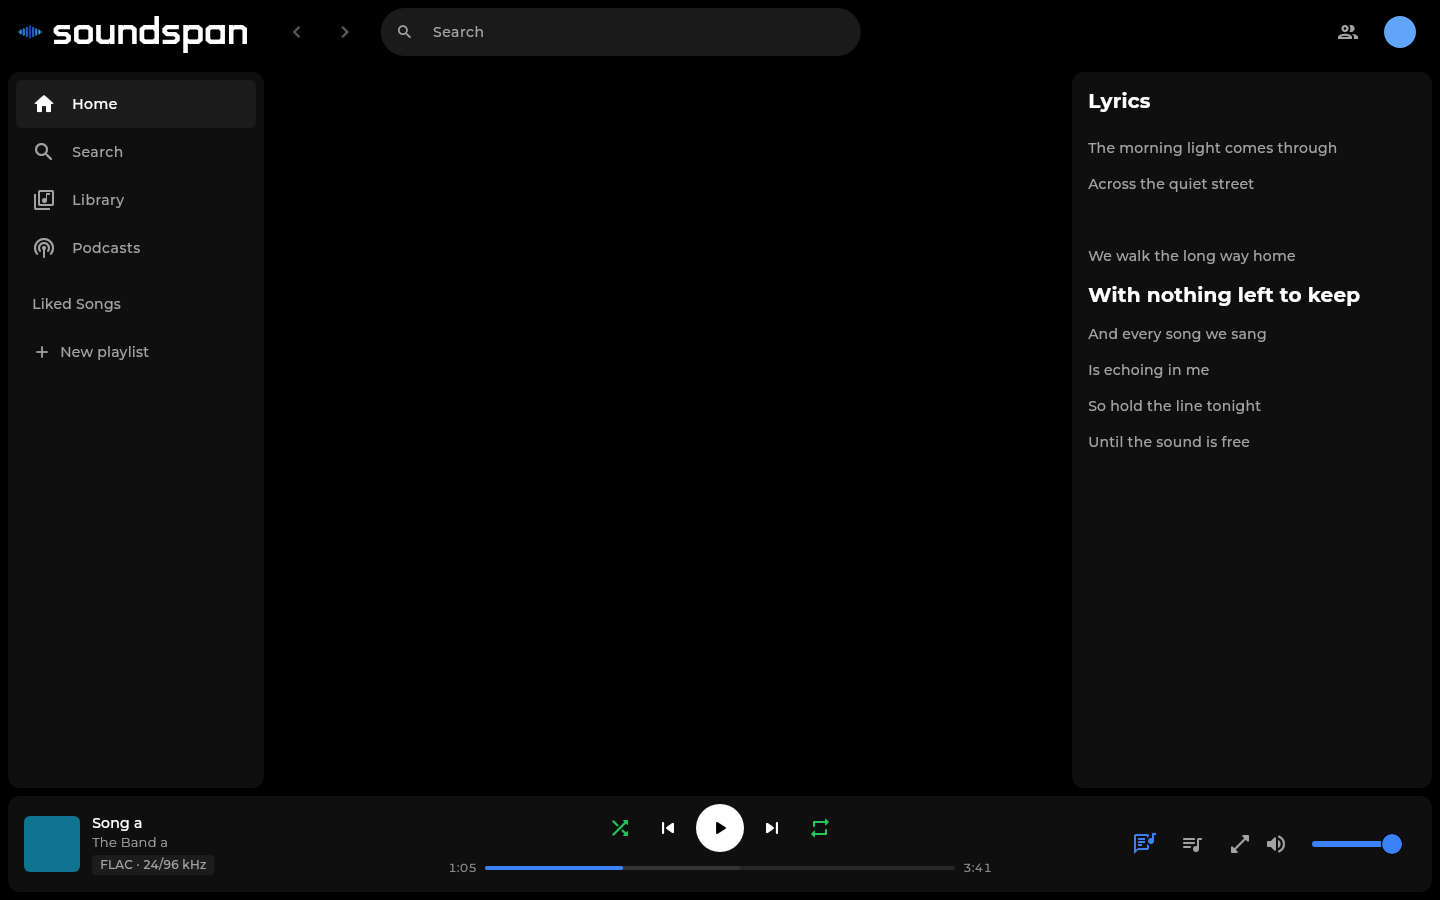 soundspan
Search
Home
Search
Library
Podcasts
Liked Songs
New playlist
Lyrics
The morning light comes through
Across the quiet street
We walk the long way home
With nothing left to keep
And every song we sang
Is echoing in me
So hold the line tonight
Until the sound is free
Song a
The Band a
FLAC · 24/96 kHz
1:05
3:41